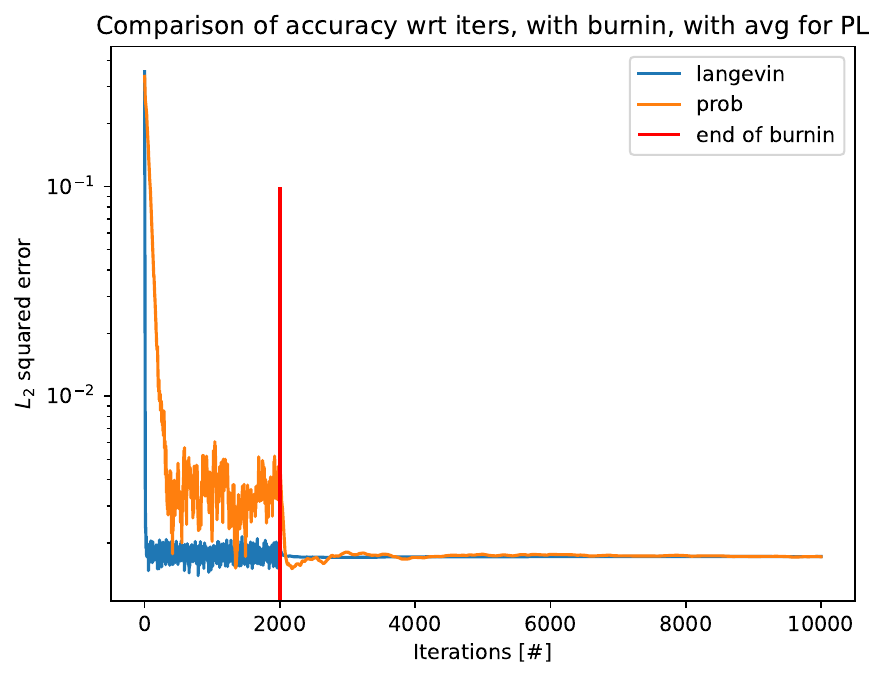 Comparison of accuracy wrt iters, with burnin, with avg for PL
langevin
prob
end of burnin
10⁻¹
10⁻²
L₂ squared error
0 2000 4000 6000 8000 10000
Iterations [#]